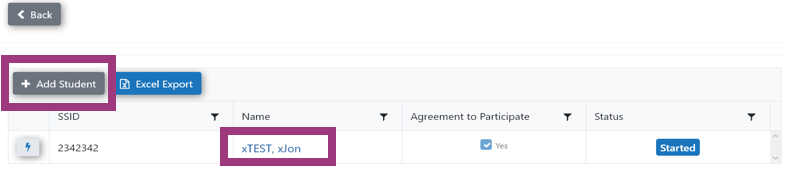 Back
+ Add Student Excel Export
SSID Name Agreement to Participate Status
2342342 xTEST, xJon Yes Started